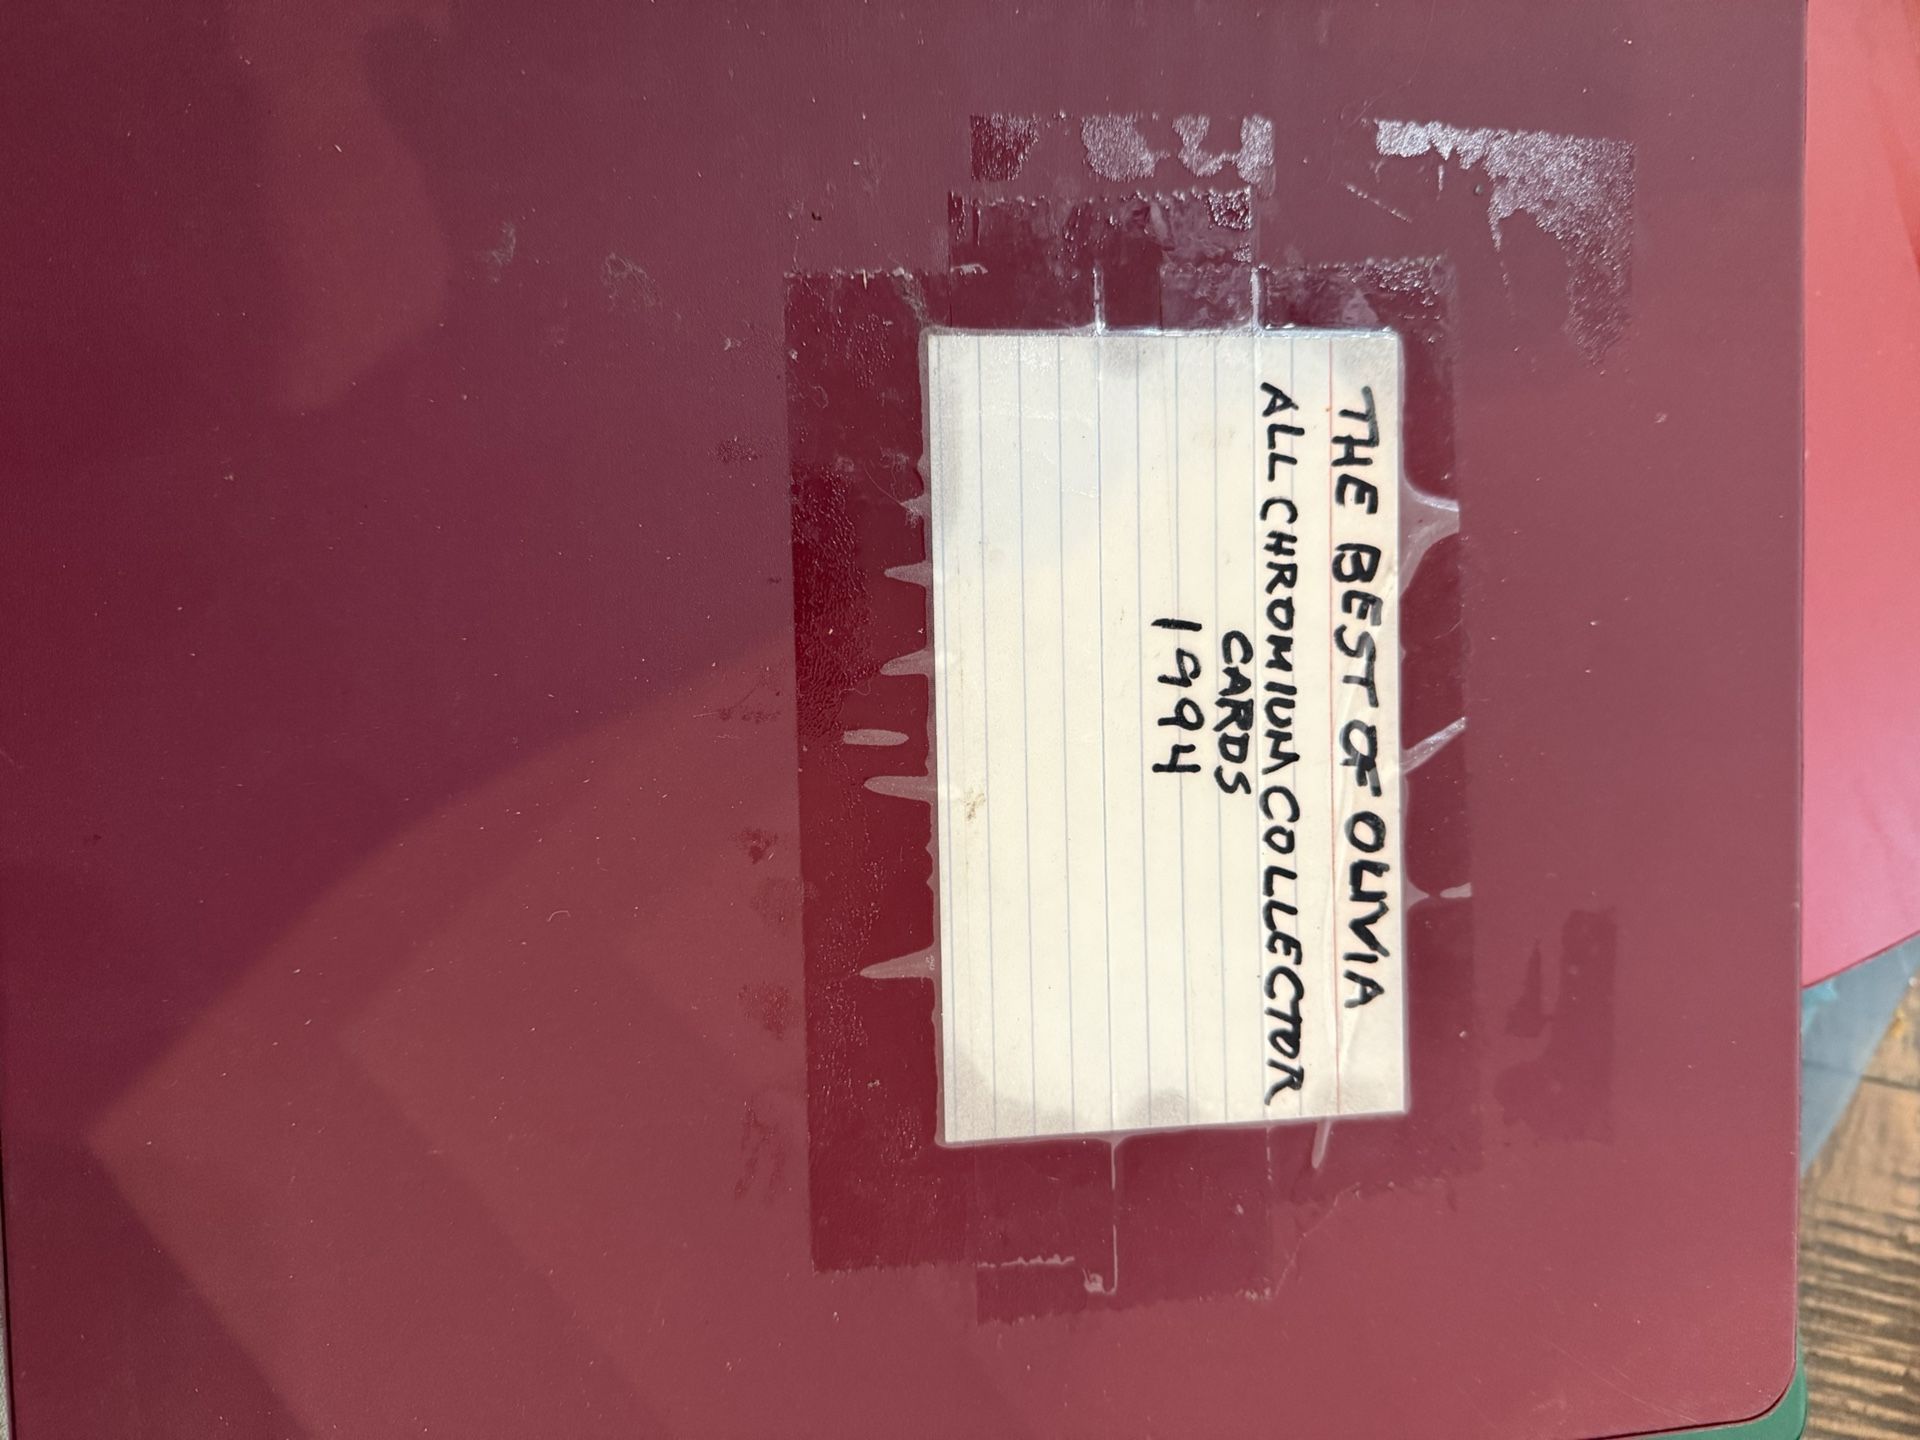 THE BEST OF OLIVIA
ALL CHROMIUM COLLECTOR
CARDS
1994